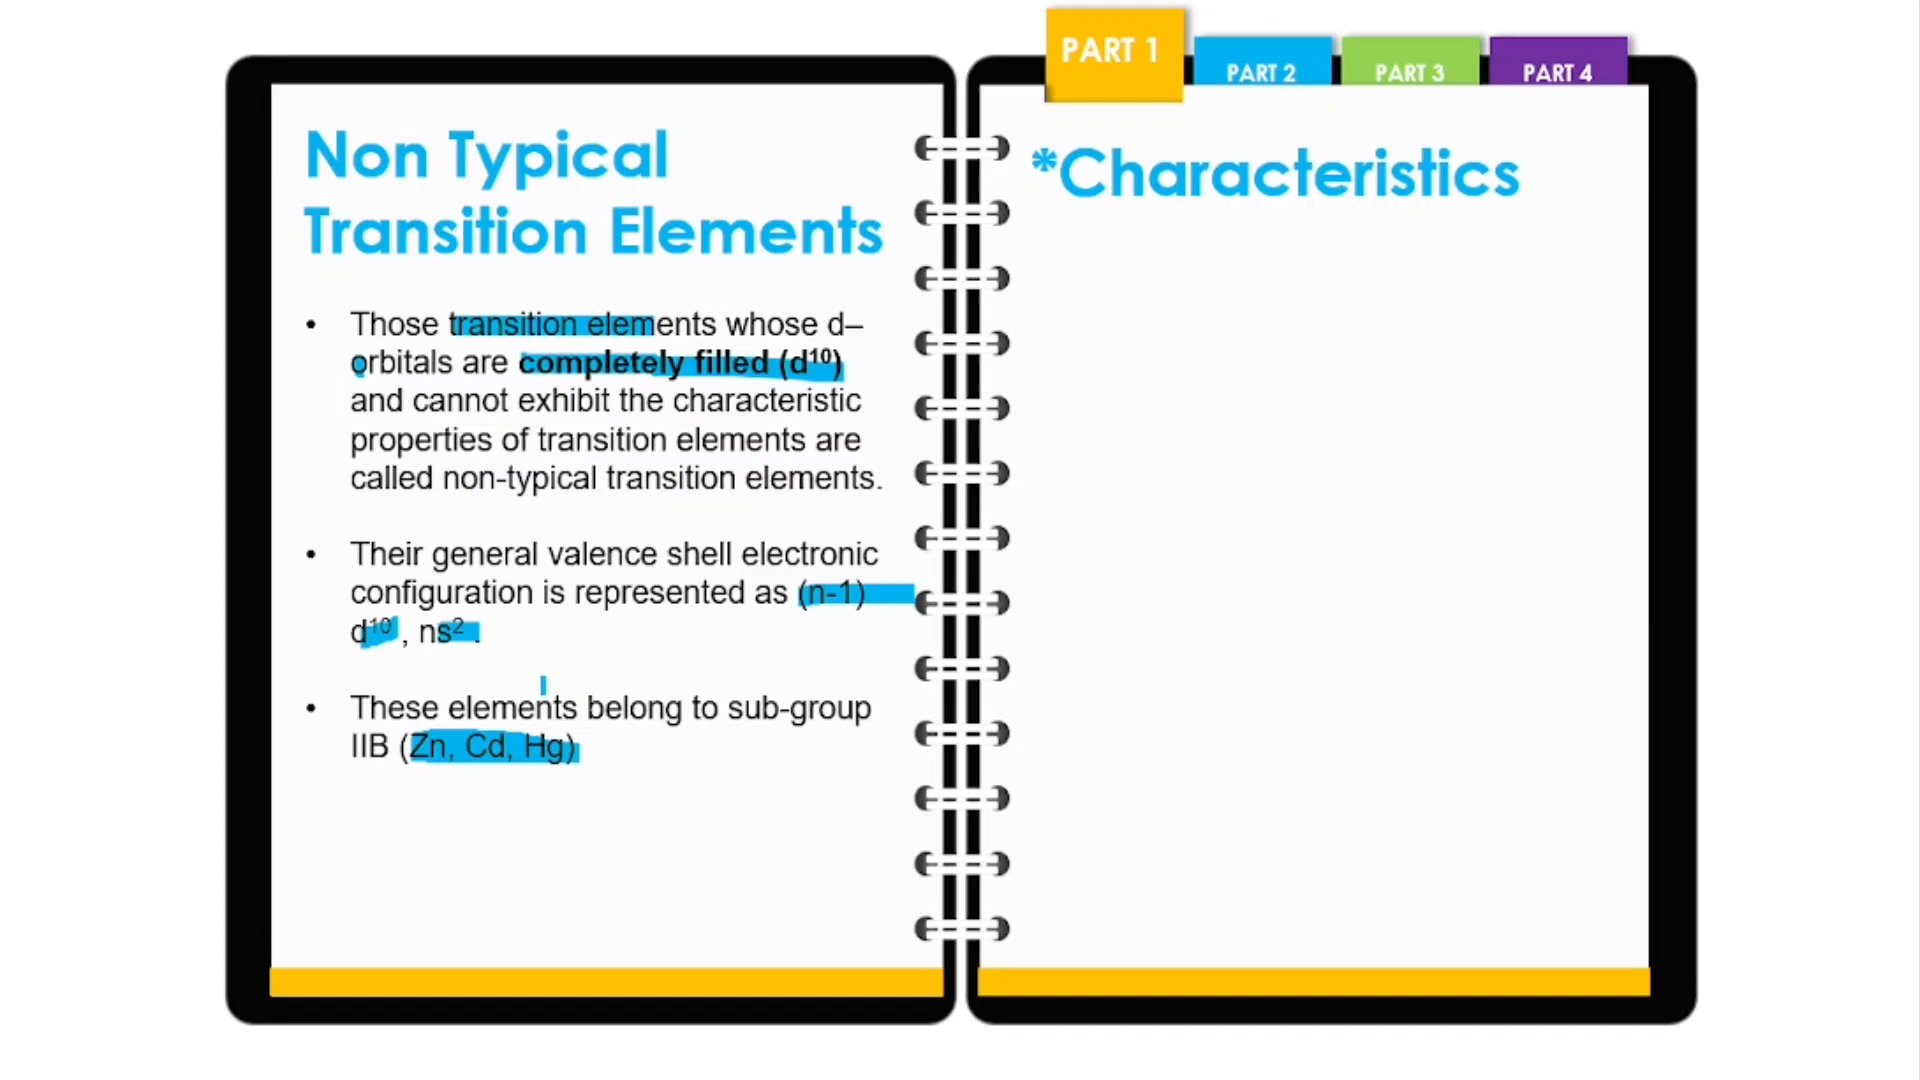 PART 1
PART 2
PART 3
PART 4
Non Typical
Transition Elements
• Those transition elements whose d–
orbitals are completely filled (d¹⁰)
and cannot exhibit the characteristic
properties of transition elements are
called non-typical transition elements.
• Their general valence shell electronic
configuration is represented as (n-1)
d¹⁰ , ns² .
• These elements belong to sub-group
IIB (Zn, Cd, Hg)
*Characteristics